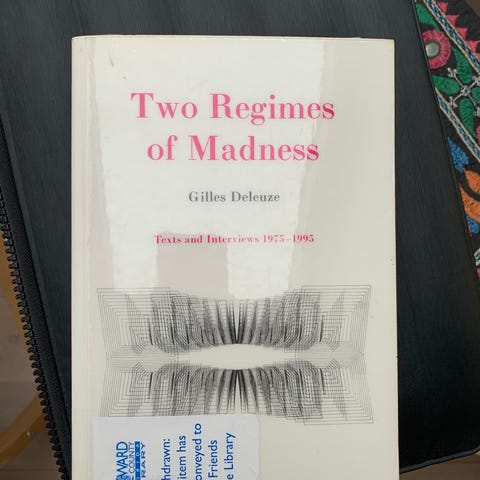 Two Regimes
of Madness
Gilles Deleuze
Texts and Interviews 1975–1995
WARD
COUNTY
RARY
hdrawn:
item has
onveyed to
Friends
e Library